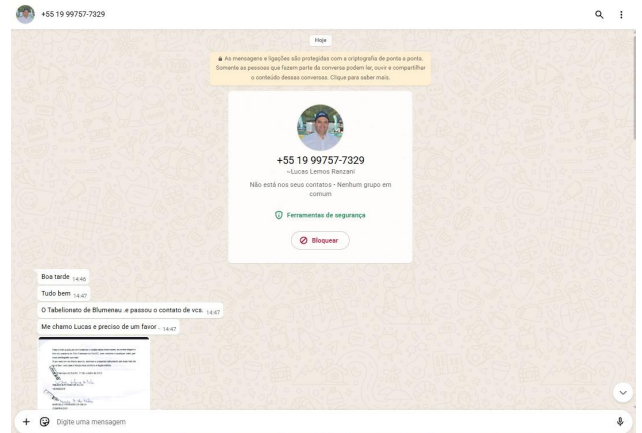 +55 19 99757-7329
Hoje
As mensagens e ligações são protegidas com a criptografia de ponta a ponta.
Somente as pessoas que fazem parte da conversa podem ler, ouvir e compartilhar
o conteúdo dessas conversas. Clique para saber mais.
+55 19 99757-7329
~Lucas Lemos Ranzani
Não está nos seus contatos • Nenhum grupo em
comum
Ferramentas de segurança
Bloquear
Boa tarde 14:46
Tudo bem 14:47
O Tabelionato de Blumenau .e passou o contato de vcs. 14:47
Me chamo Lucas e preciso de um favor - 14:47
Digite uma mensagem